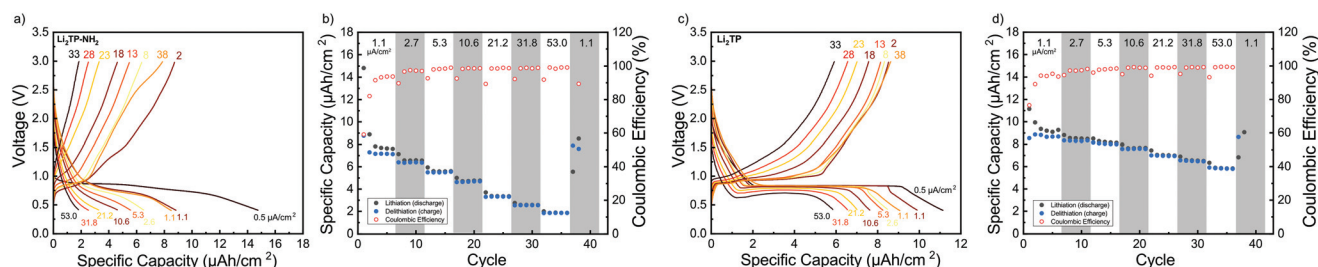 a)
Li₂TP-NH₂
33 28 23 18 13 8 38 2
3.5
3.0
2.5
2.0
1.5
1.0
0.5
0.0
Voltage (V)
0.5 µA/cm²
53.0 31.8 21.2 10.6 5.3 2.6 1.1 1.1
0 2 4 6 8 10 12 14 16 18
Specific Capacity (µAh/cm²)
b)
1.1 2.7 5.3 10.6 21.2 31.8 53.0 1.1
µA/cm²
18
16
14
12
10
8
6
4
2
0
Specific Capacity (µAh/cm²)
120
100
80
60
40
20
0
Coulombic Efficiency (%)
Lithiation (discharge)
Delithiation (charge)
Coulombic Efficiency
0 10 20 30 40
Cycle
c)
Li₂TP
33 28 23 18 13 2 8 38
3.5
3.0
2.5
2.0
1.5
1.0
0.5
0.0
Voltage (V)
0.5 µA/cm²
53.0 31.8 21.2 10.6 5.3 2.6 1.1 1.1
0 2 4 6 8 10 12
Specific Capacity (µAh/cm²)
d)
1.1 2.7 5.3 10.6 21.2 31.8 53.0 1.1
µA/cm²
18
16
14
12
10
8
6
4
2
0
Specific Capacity (µAh/cm²)
120
100
80
60
40
20
0
Coulombic Efficiency (%)
Lithiation (discharge)
Delithiation (charge)
Coulombic Efficiency
0 10 20 30 40
Cycle